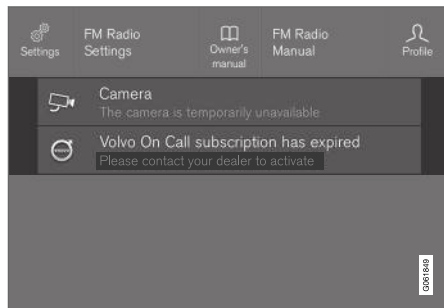 Settings
FM Radio
Settings
Owner's
manual
FM Radio
Manual
Profile
Camera
The camera is temporarily unavailable
Volvo On Call subscription has expired
Please contact your dealer to activate
VOLVO
G061849